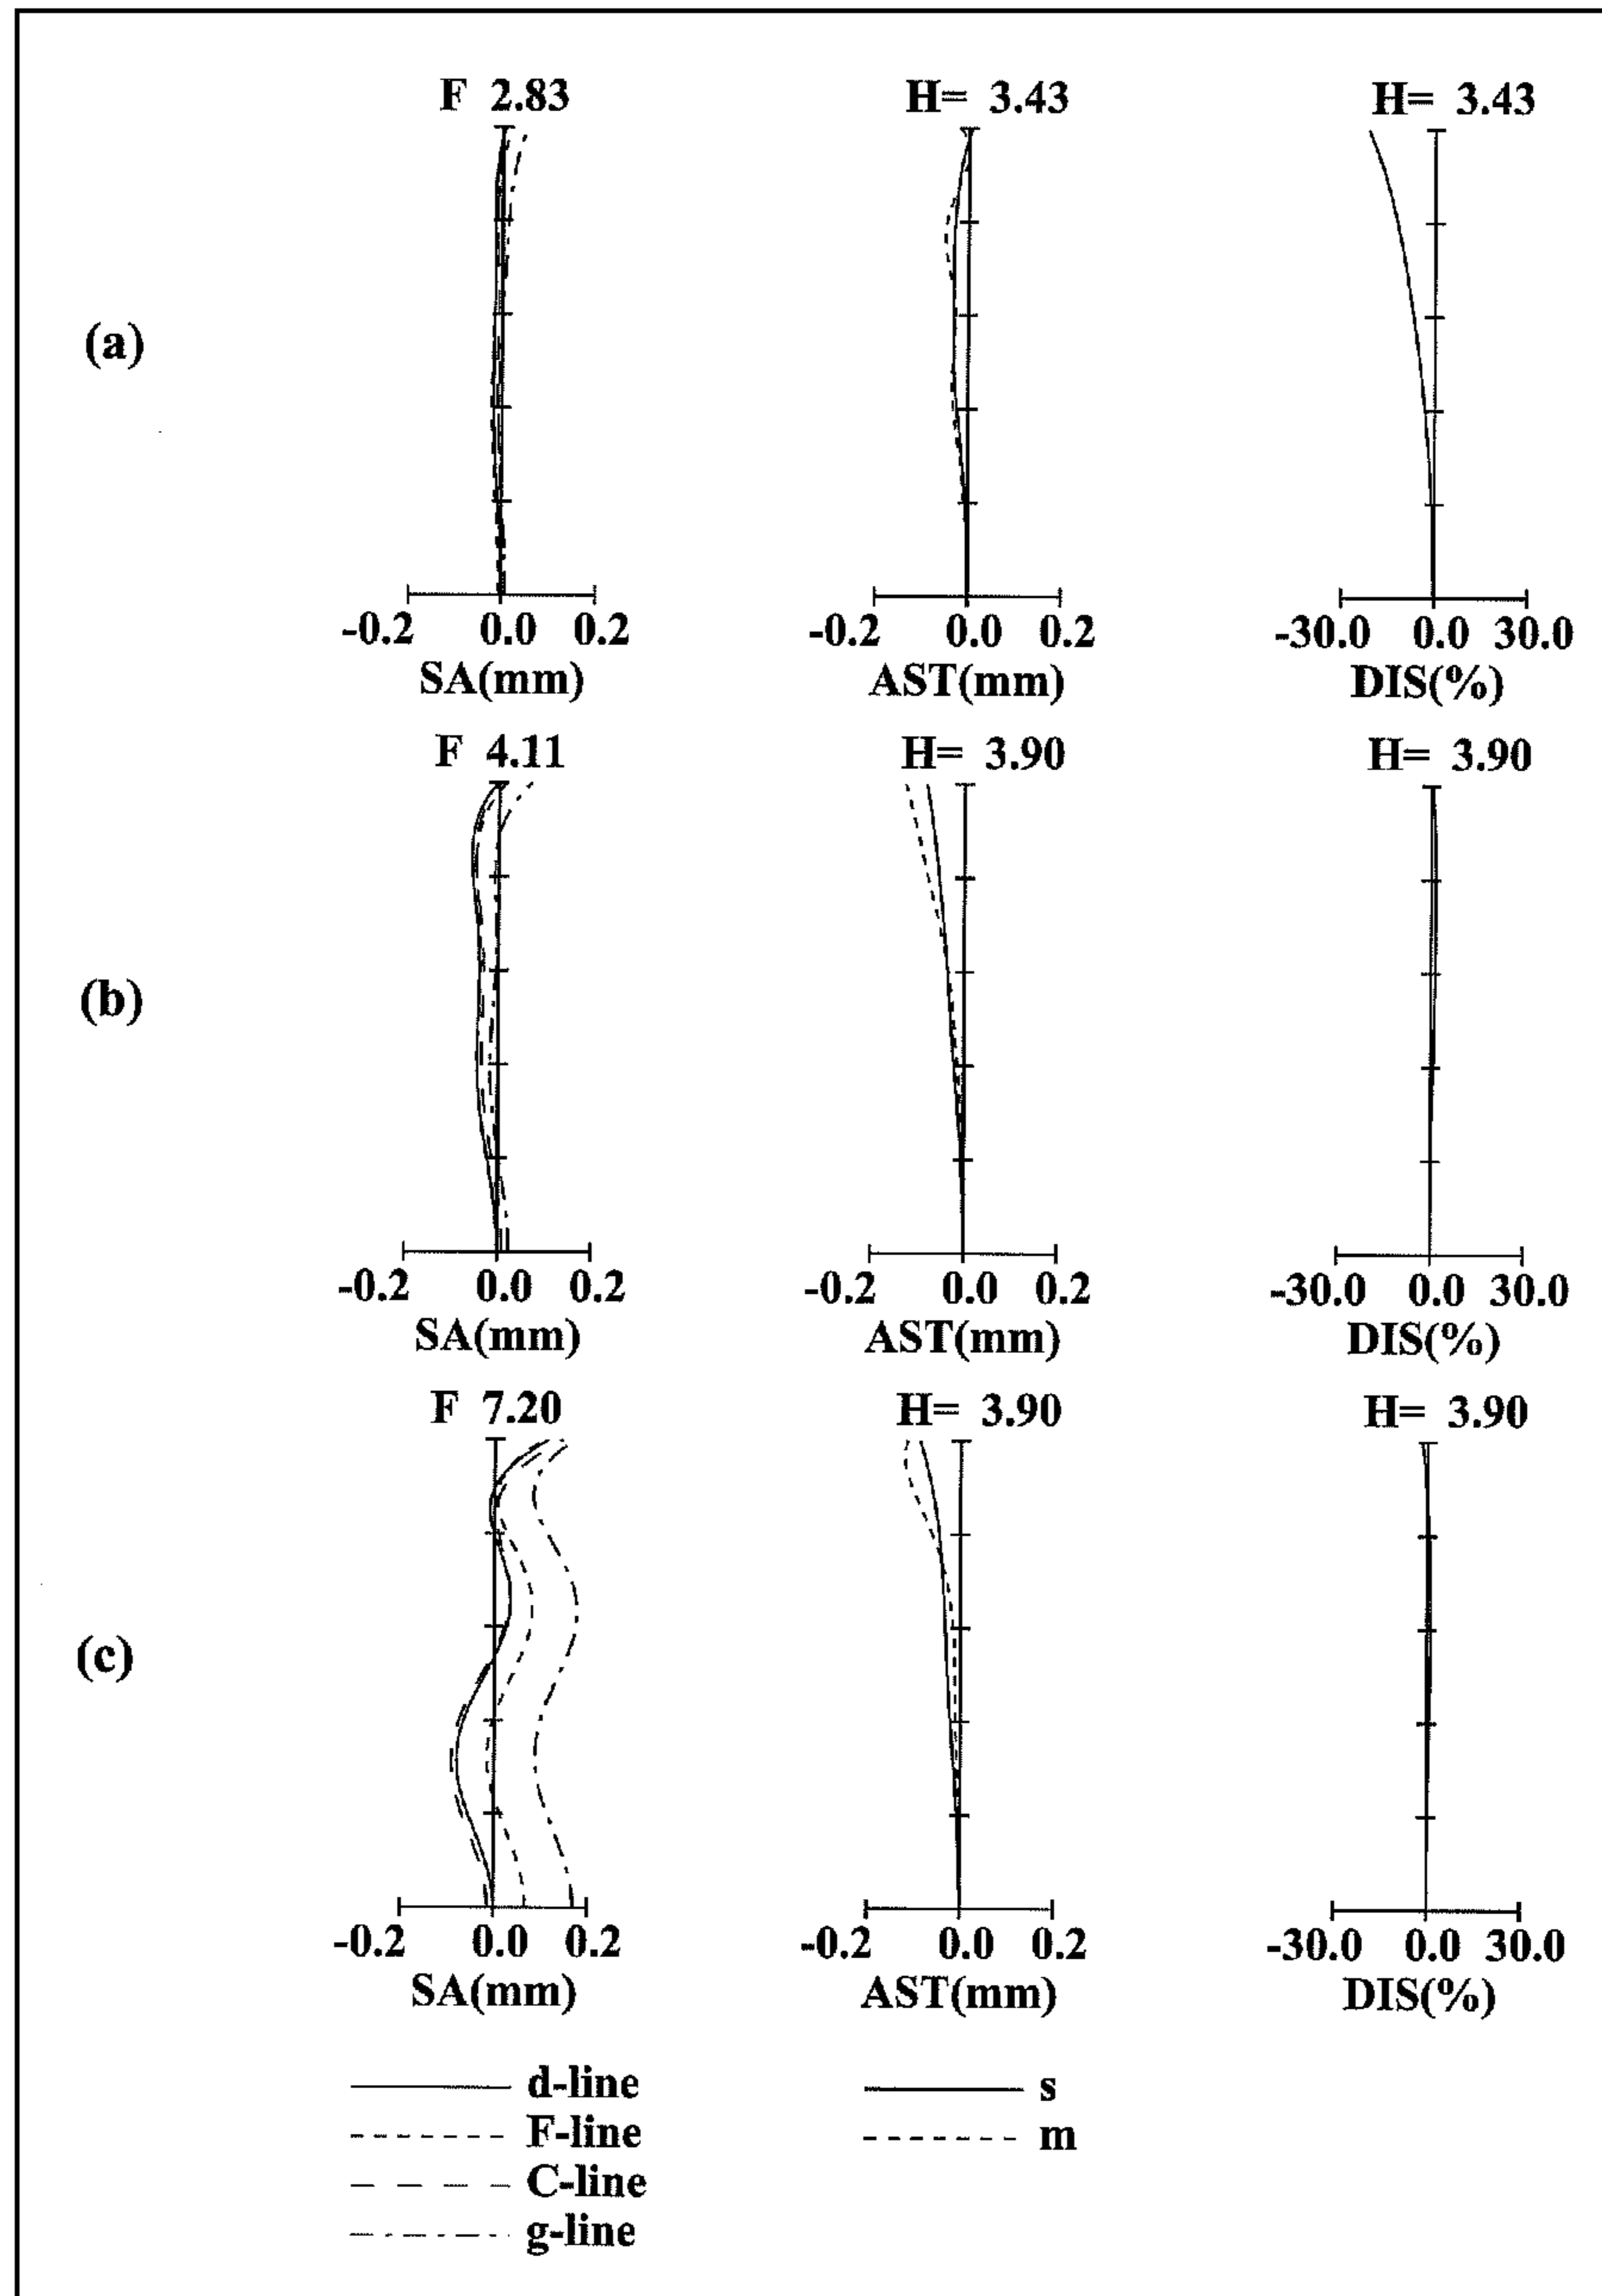 F 2.83 H= 3.43 H= 3.43
(a)
-0.2 0.0 0.2 -0.2 0.0 0.2 -30.0 0.0 30.0
SA(mm) AST(mm) DIS(%)
F 4.11 H= 3.90 H= 3.90
(b)
-0.2 0.0 0.2 -0.2 0.0 0.2 -30.0 0.0 30.0
SA(mm) AST(mm) DIS(%)
F 7.20 H= 3.90 H= 3.90
(c)
-0.2 0.0 0.2 -0.2 0.0 0.2 -30.0 0.0 30.0
SA(mm) AST(mm) DIS(%)
d-line s
F-line m
C-line
g-line